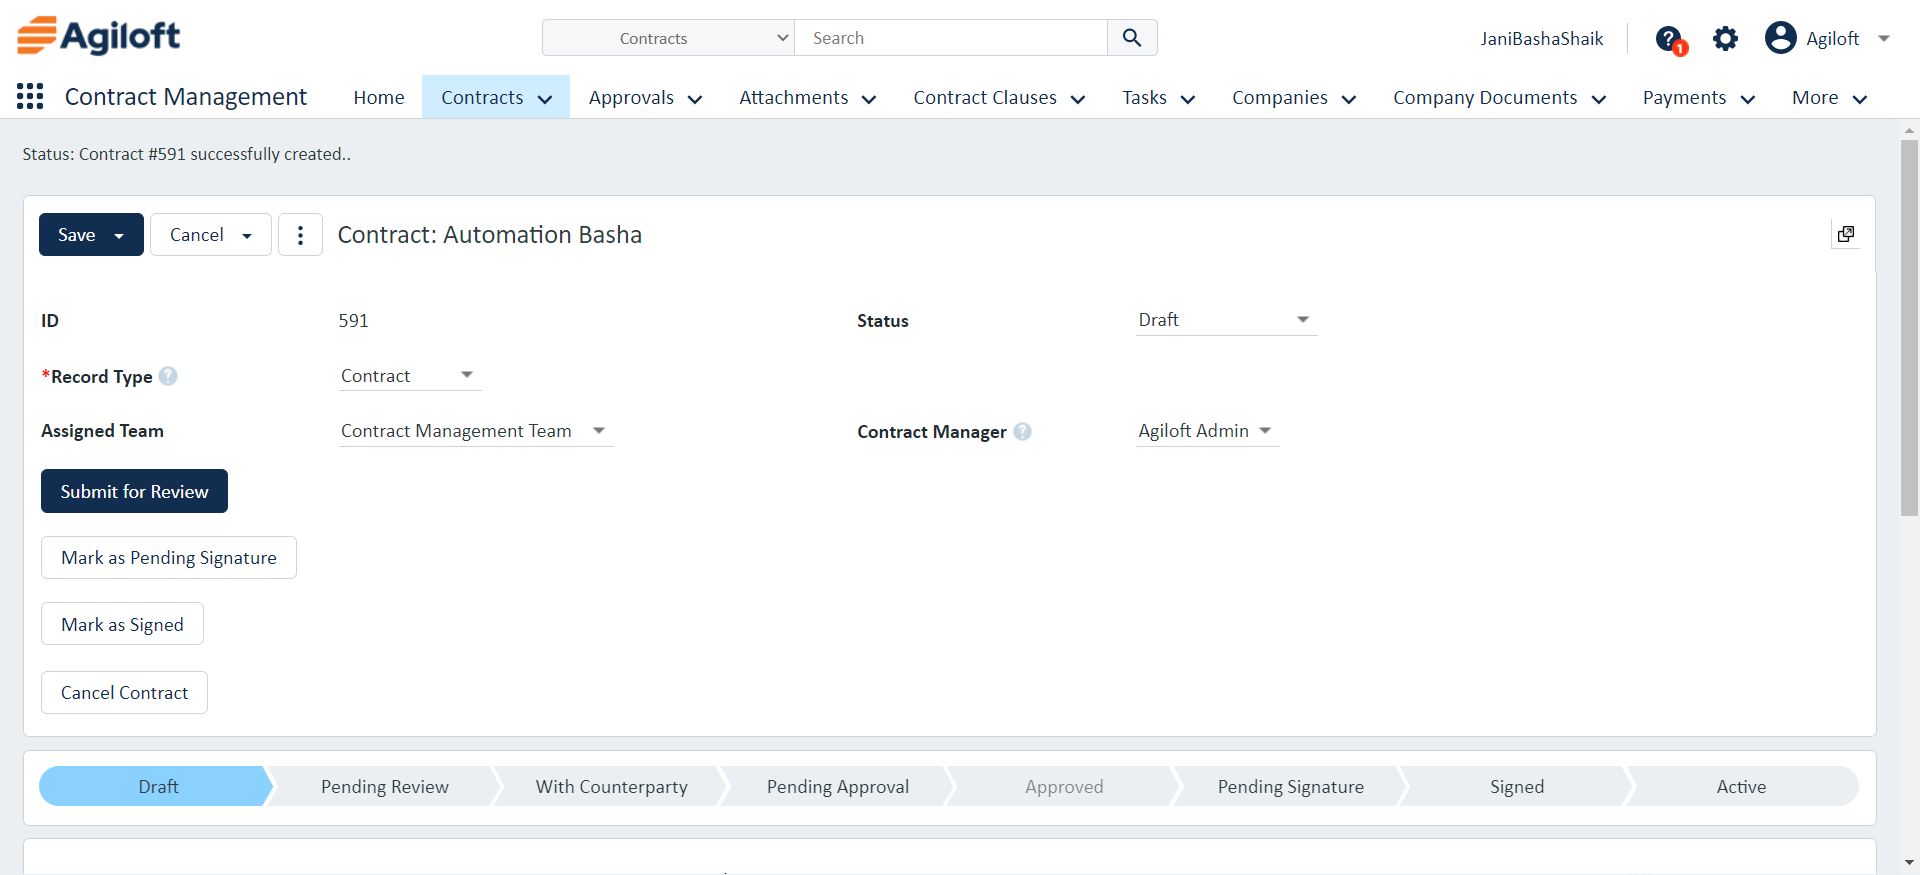 Agiloft
Contracts Search JaniBashaShaik ? 1 Agiloft
Contract Management Home Contracts Approvals Attachments Contract Clauses Tasks Companies Company Documents Payments More
Status: Contract #591 successfully created..
Save Cancel Contract: Automation Basha
ID 591 Status Draft
*Record Type ? Contract
Assigned Team Contract Management Team Contract Manager ? Agiloft Admin
Submit for Review
Mark as Pending Signature
Mark as Signed
Cancel Contract
Draft Pending Review With Counterparty Pending Approval Approved Pending Signature Signed Active